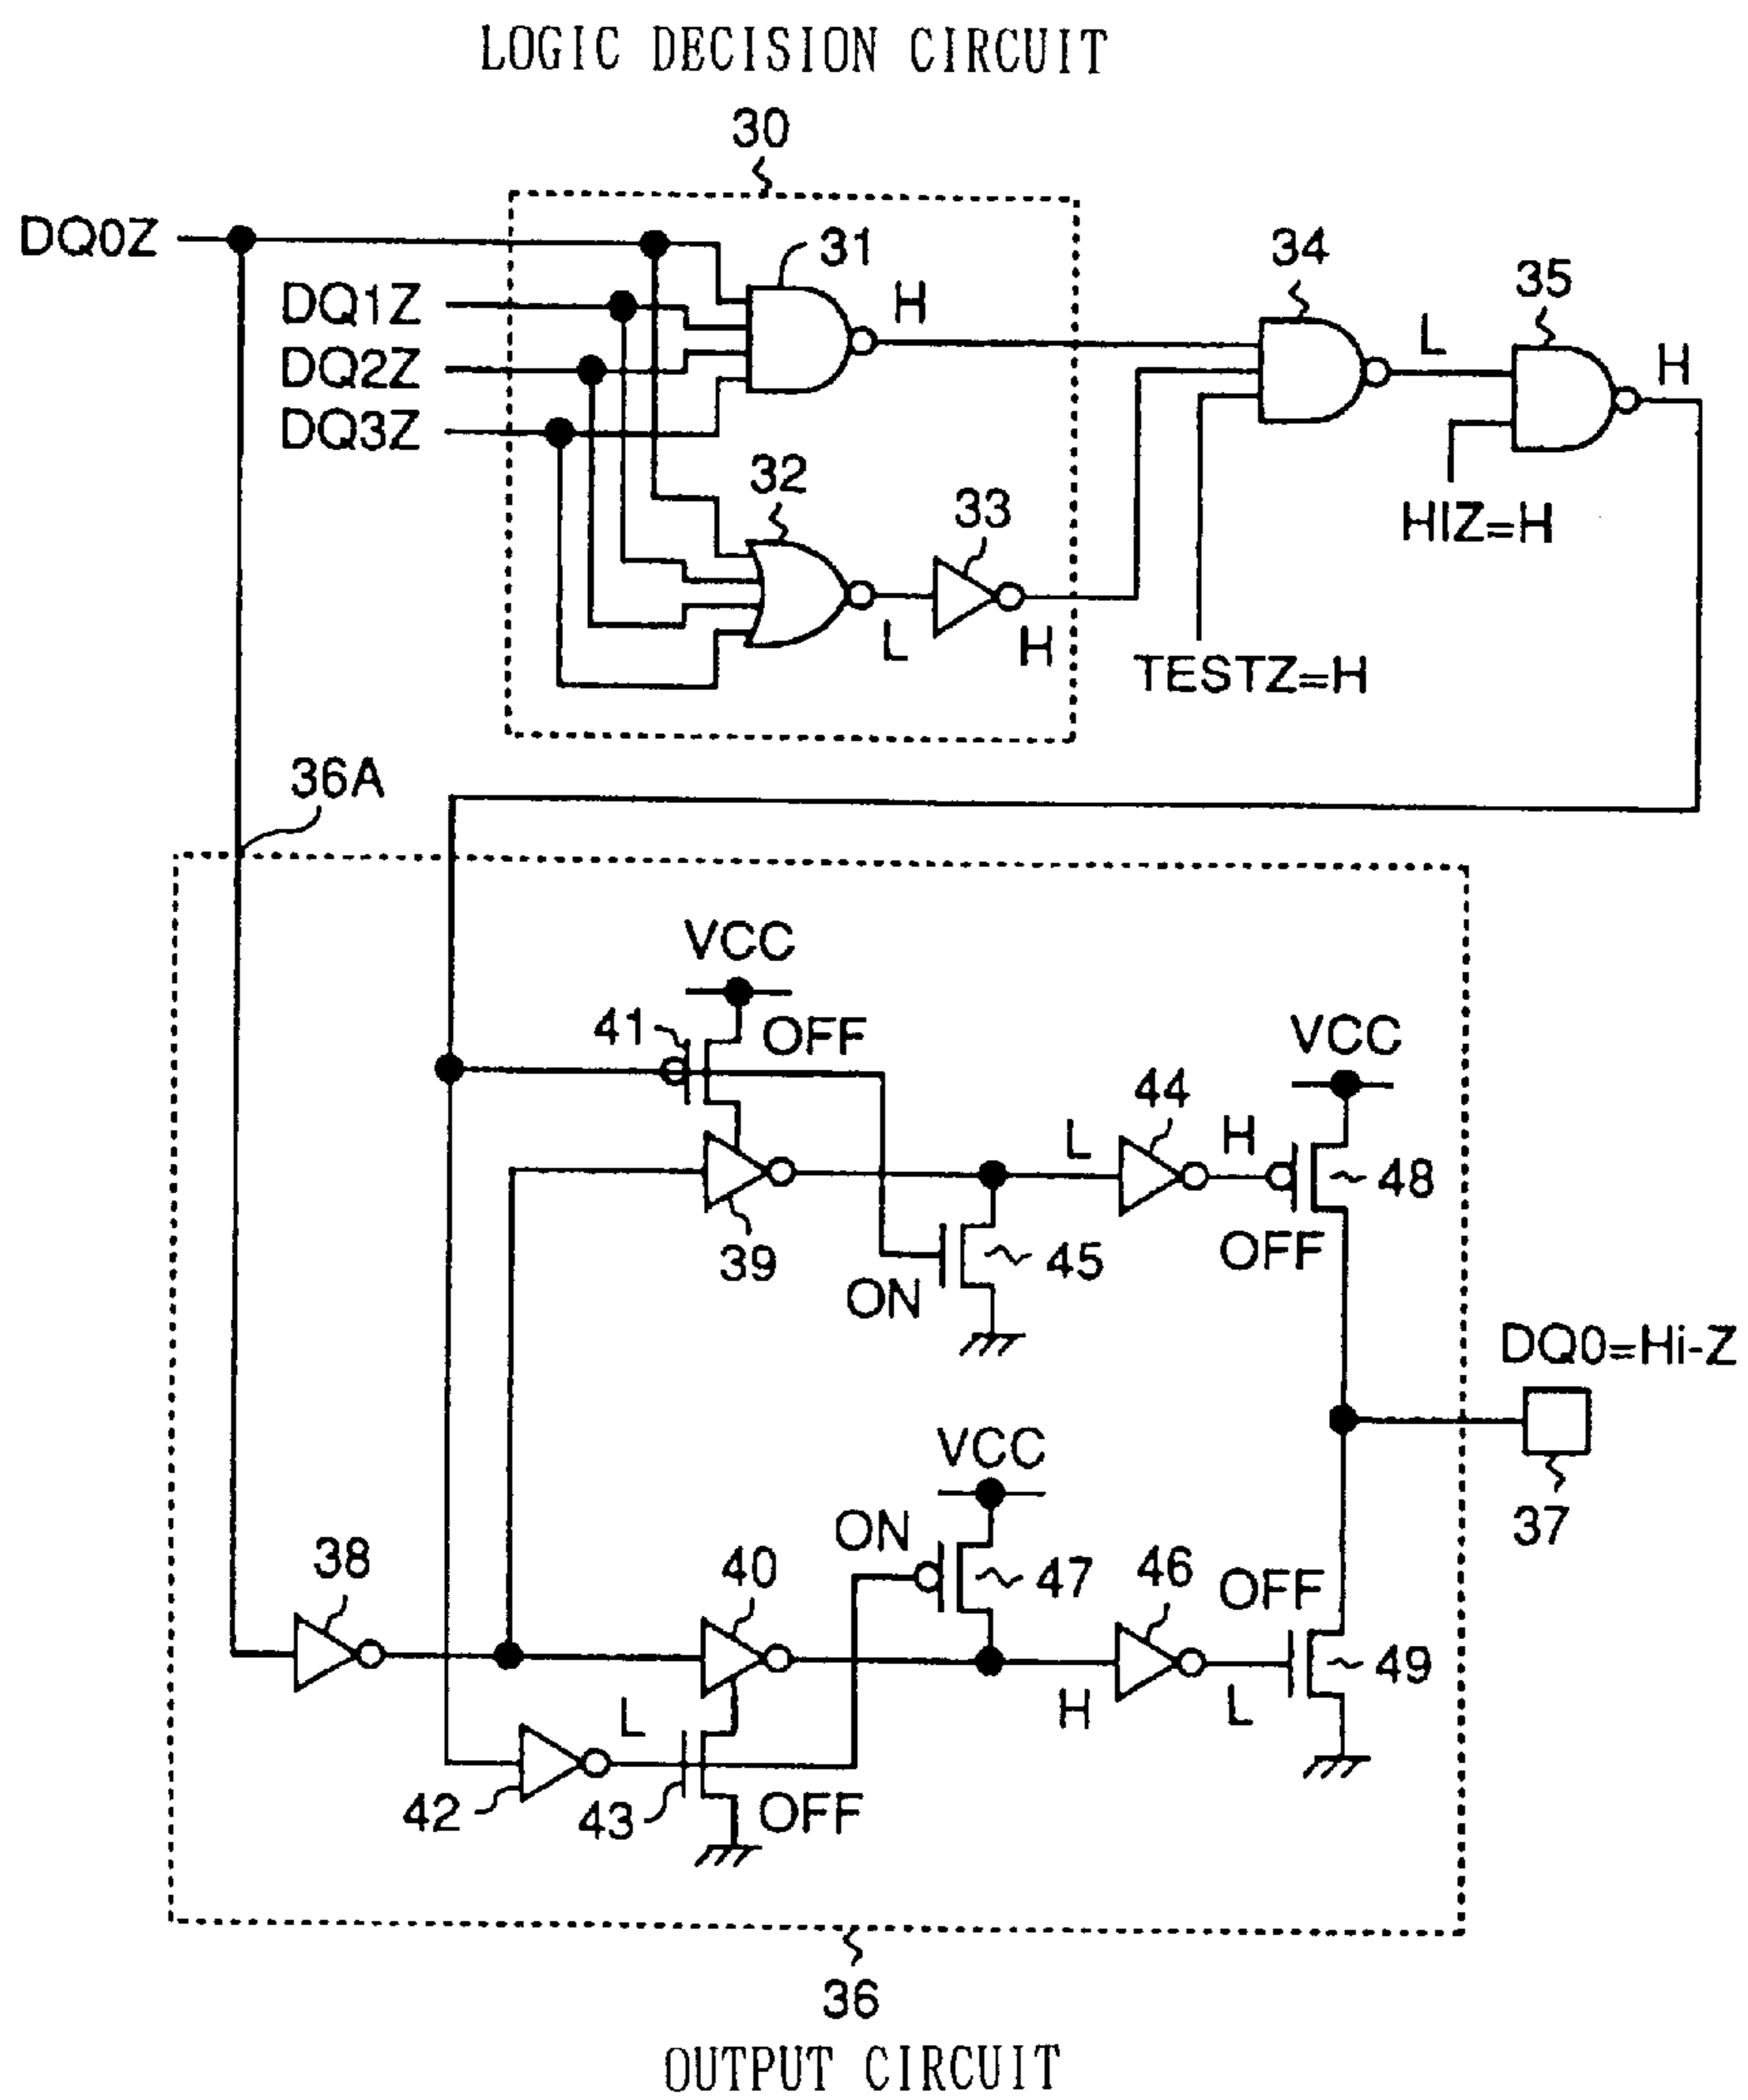 LOGIC DECISION CIRCUIT
30
DQ0Z
31
H
34
35
DQ1Z
L
H
DQ2Z
DQ3Z
32
33
HIZ=H
L
H
TESTZ=H
36A
VCC
41
OFF
VCC
44
L
H
48
39
45
OFF
ON
DQ0=Hi-Z
VCC
37
ON
38
40
47
46
OFF
49
L
H
L
42
43
OFF
36
OUTPUT CIRCUIT